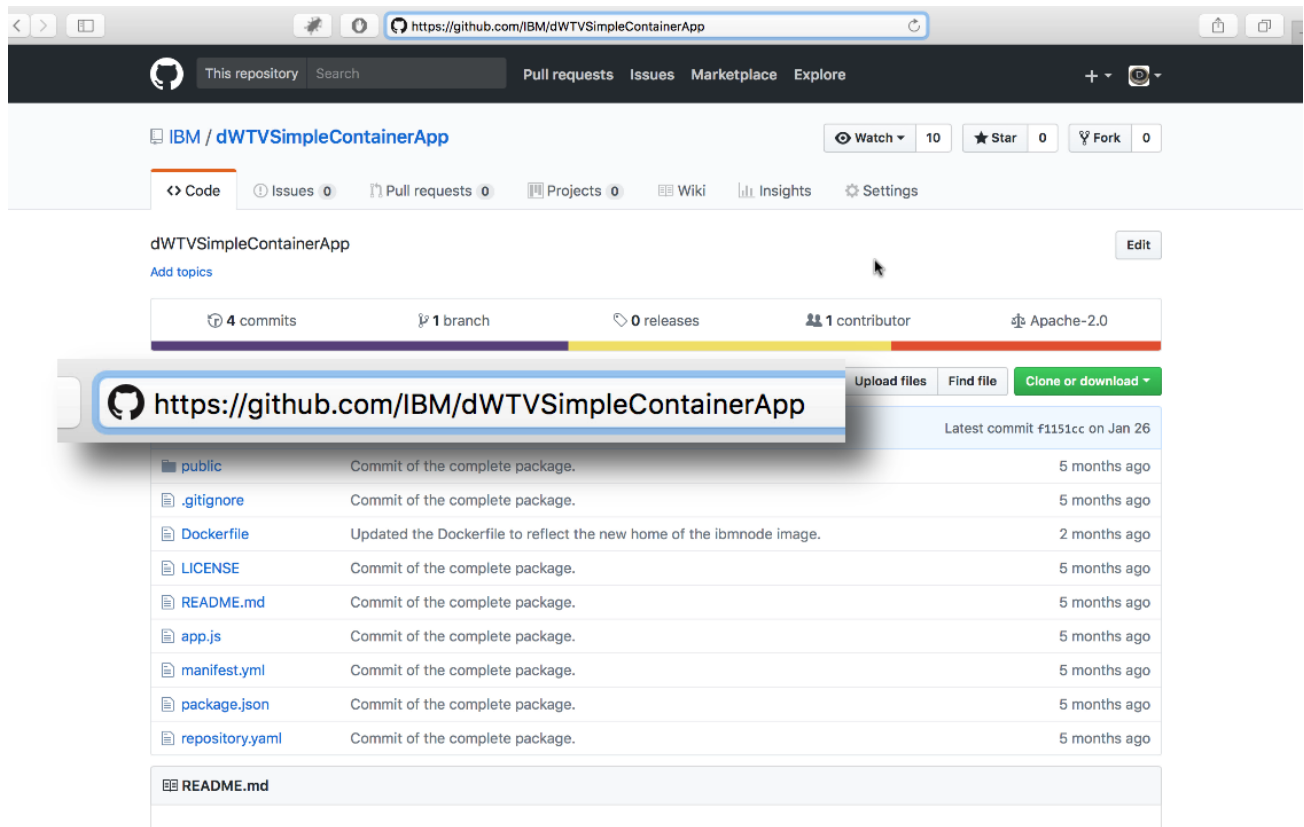 https://github.com/IBM/dWTVSimpleContainerApp
This repository Search Pull requests Issues Marketplace Explore
IBM / dWTVSimpleContainerApp Watch 10 Star 0 Fork 0
Code Issues 0 Pull requests 0 Projects 0 Wiki Insights Settings
dWTVSimpleContainerApp Edit
Add topics
4 commits 1 branch 0 releases 1 contributor Apache-2.0
Upload files Find file Clone or download
https://github.com/IBM/dWTVSimpleContainerApp
Latest commit f1151cc on Jan 26
public Commit of the complete package. 5 months ago
.gitignore Commit of the complete package. 5 months ago
Dockerfile Updated the Dockerfile to reflect the new home of the ibmnode image. 2 months ago
LICENSE Commit of the complete package. 5 months ago
README.md Commit of the complete package. 5 months ago
app.js Commit of the complete package. 5 months ago
manifest.yml Commit of the complete package. 5 months ago
package.json Commit of the complete package. 5 months ago
repository.yaml Commit of the complete package. 5 months ago
README.md